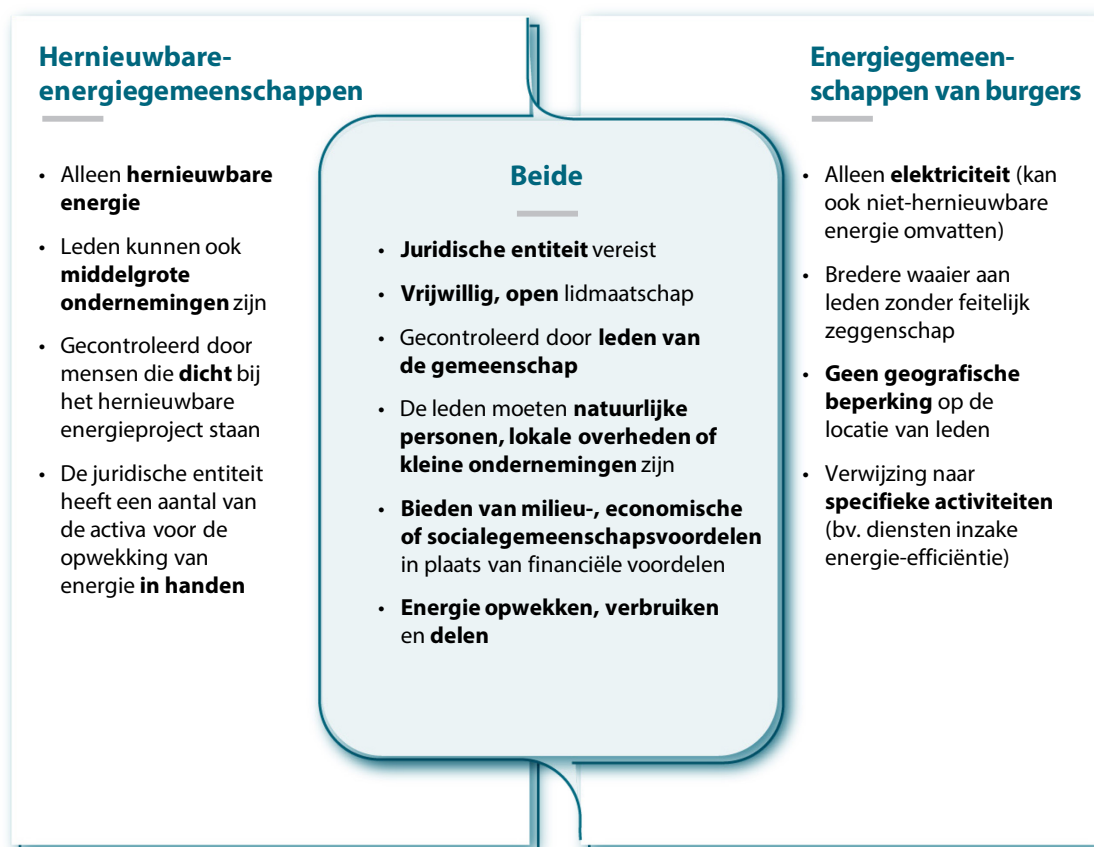 Hernieuwbare-
energiegemeenschappen
• Alleen hernieuwbare
energie
• Leden kunnen ook
middelgrote
ondernemingen zijn
• Gecontroleerd door
mensen die dicht bij
het hernieuwbare
energieproject staan
• De juridische entiteit
heeft een aantal van
de activa voor de
opwekking van
energie in handen
Beide
• Juridische entiteit vereist
• Vrijwillig, open lidmaatschap
• Gecontroleerd door leden van
de gemeenschap
• De leden moeten natuurlijke
personen, lokale overheden of
kleine ondernemingen zijn
• Bieden van milieu-, economische
of socialegemeenschapsvoordelen
in plaats van financiële voordelen
• Energie opwekken, verbruiken
en delen
Energiegemeen-
schappen van burgers
• Alleen elektriciteit (kan
ook niet-hernieuwbare
energie omvatten)
• Bredere waaier aan
leden zonder feitelijk
zeggenschap
• Geen geografische
beperking op de
locatie van leden
• Verwijzing naar
specifieke activiteiten
(bv. diensten inzake
energie-efficiëntie)